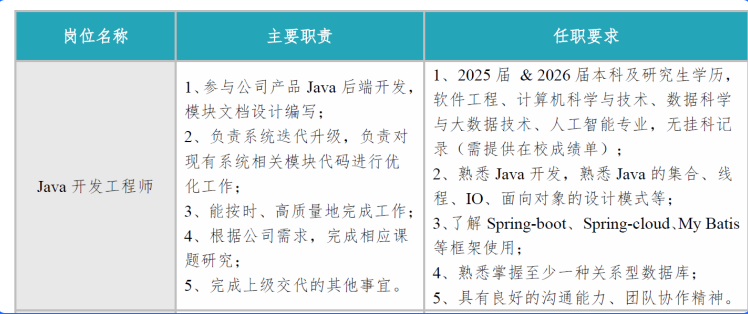 岗位名称
主要职责
任职要求
Java 开发工程师
1、参与公司产品 Java 后端开发，
模块文档设计编写；
2、负责系统迭代升级，负责对
现有系统相关模块代码进行优
化工作；
3、能按时、高质量地完成工作；
4、根据公司需求，完成相应课
题研究；
5、完成上级交代的其他事宜。
1、2025 届 & 2026 届本科及研究生学历，
软件工程、计算机科学与技术、数据科学
与大数据技术、人工智能专业，无挂科记
录（需提供在校成绩单）；
2、熟悉 Java 开发，熟悉 Java 的集合、线
程、IO、面向对象的设计模式等；
3、了解 Spring-boot、Spring-cloud、My Batis
等框架使用；
4、熟悉掌握至少一种关系型数据库；
5、具有良好的沟通能力、团队协作精神。